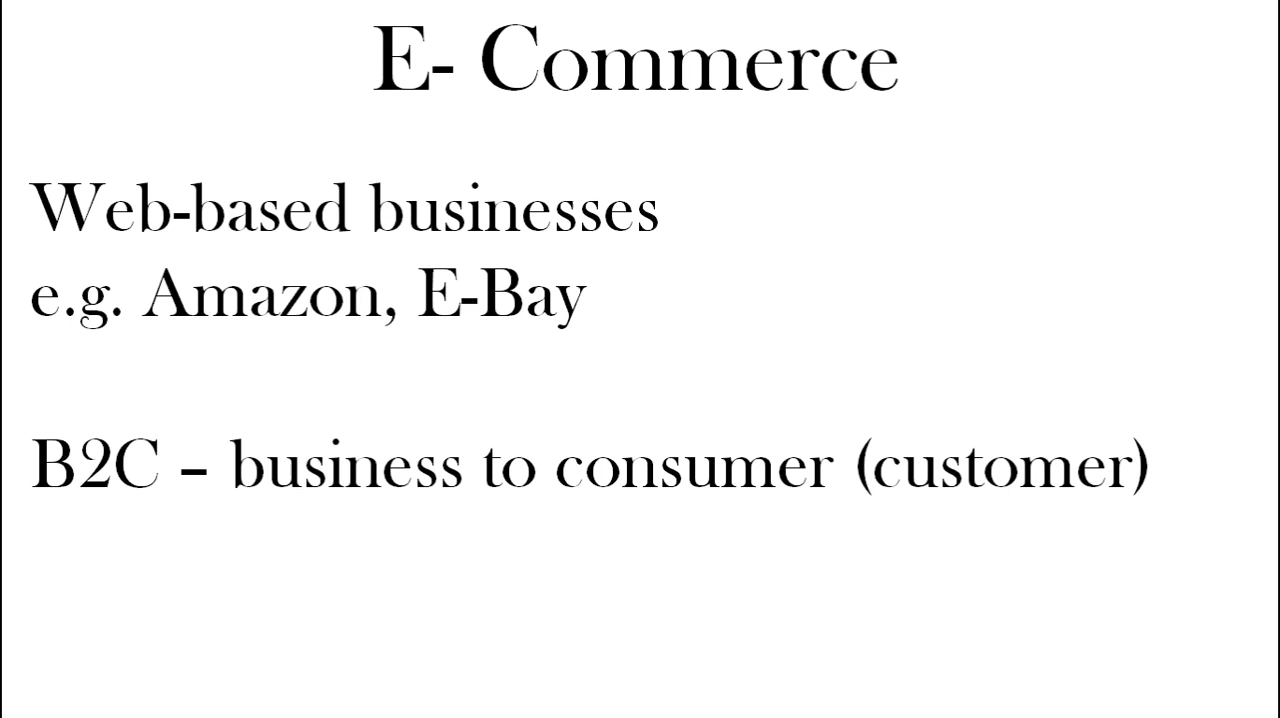 E- Commerce
Web-based businesses
e.g. Amazon, E-Bay
B2C – business to consumer (customer)